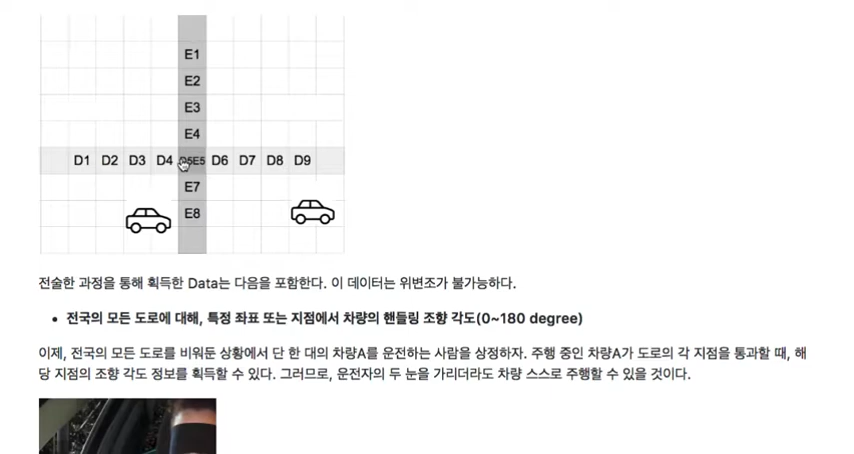 E1
E2
E3
E4
D1 D2 D3 D4 D5E5 D6 D7 D8 D9
E7
E8
전술한 과정을 통해 획득한 Data는 다음을 포함한다. 이 데이터는 위변조가 불가능하다.
• 전국의 모든 도로에 대해, 특정 좌표 또는 지점에서 차량의 핸들링 조향 각도(0~180 degree)
이제, 전국의 모든 도로를 비워둔 상황에서 단 한 대의 차량A를 운전하는 사람을 상정하자. 주행 중인 차량A가 도로의 각 지점을 통과할 때, 해
당 지점의 조향 각도 정보를 획득할 수 있다. 그러므로, 운전자의 두 눈을 가리더라도 차량 스스로 주행할 수 있을 것이다.